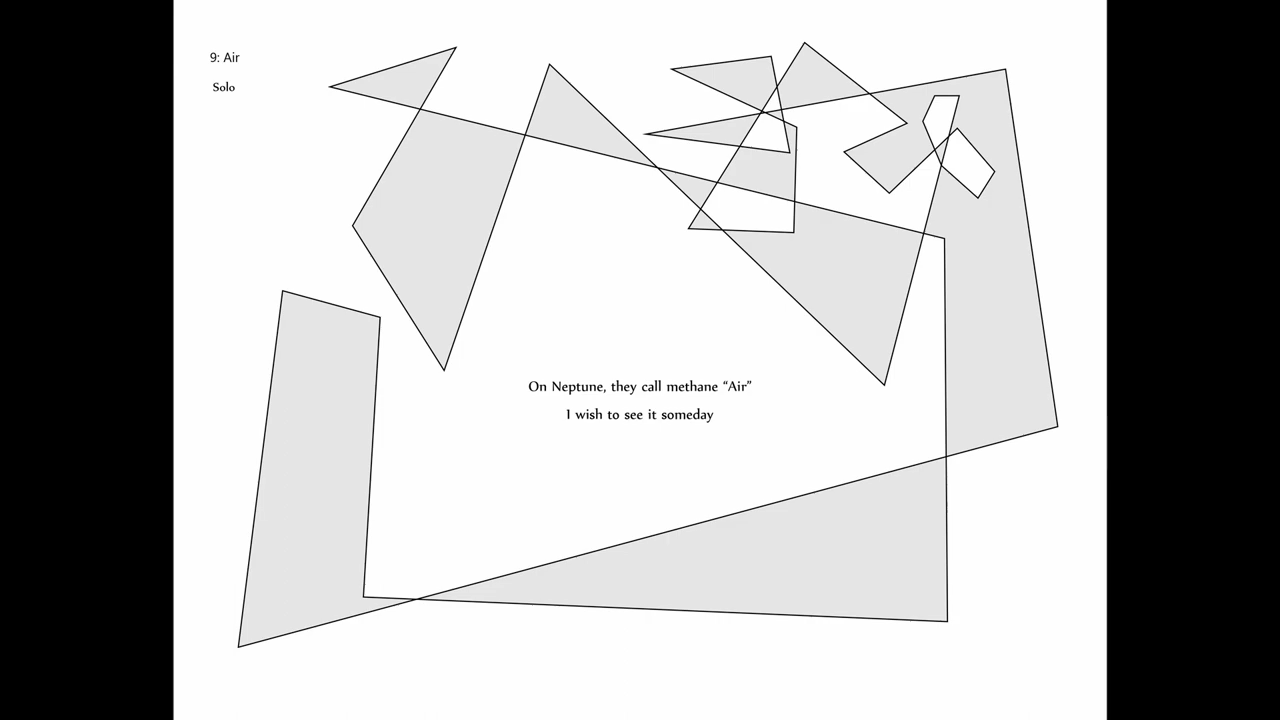 9: Air
Solo
On Neptune, they call methane “Air”
I wish to see it someday